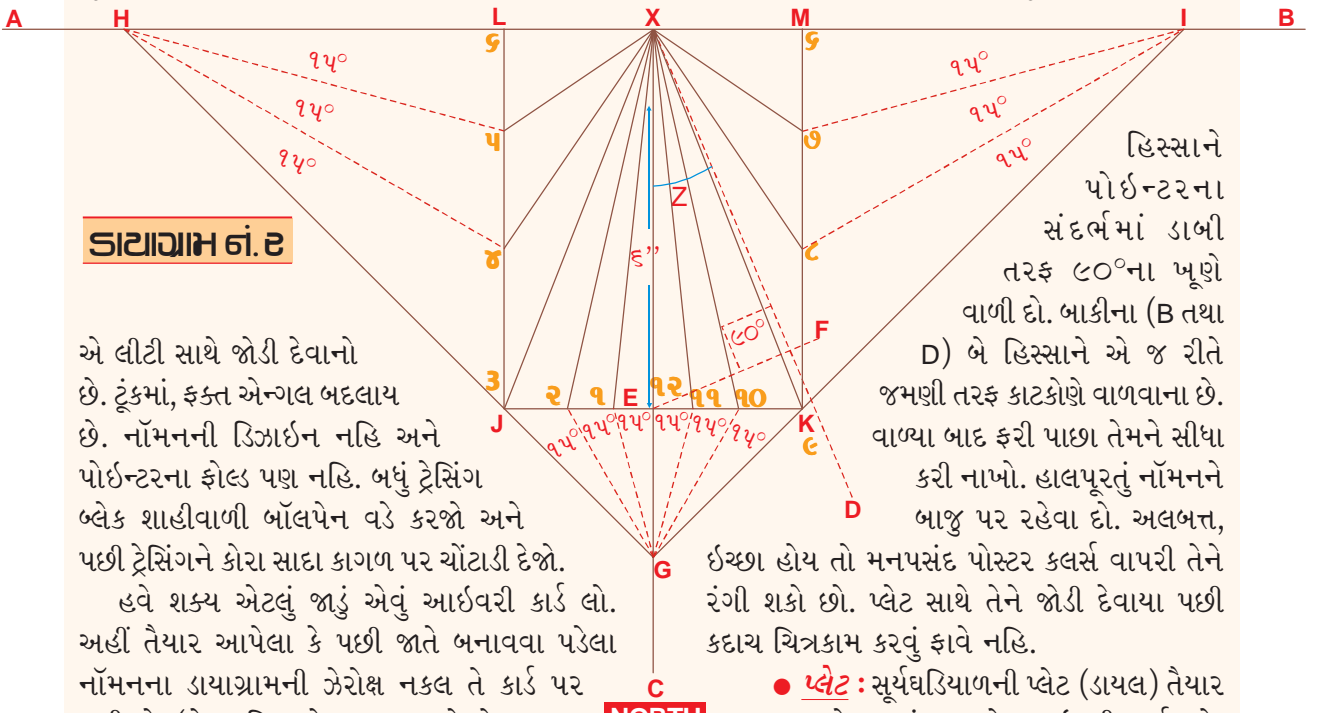 A H L X M I B
૬ ૬
૧૫° ૧૫°
૧૫° ૧૫°
૧૫° ૧૫°
૫ ૭
Z
૪ ૮
૬”
૯૦°
F
૩ ૨ ૧ E ૧૨ ૧૧ ૧૦
J K
૯
૧૫° ૧૫° ૧૫° ૧૫° ૧૫° ૧૫°
D
G
C
NORTH
ડાયાગ્રામ નં. ૨
એ લીટી સાથે જોડી દેવાનો
છે. ટૂંકમાં, ફક્ત એન્ગલ બદલાય
છે. નૉમનની ડિઝાઇન નહિ અને
પોઇન્ટરના ફોલ્ડ પણ નહિ. બધું ટ્રેસિંગ
બ્લેક શાહીવાળી બૉલપેન વડે કરજો અને
પછી ટ્રેસિંગને કોરા સાદા કાગળ પર ચોંટાડી દેજો.
હવે શક્ય એટલું જાડું એવું આઇવરી કાર્ડ લો.
અહીં તૈયાર આપેલા કે પછી જાતે બનાવવા પડેલા
નૉમનના ડાયાગ્રામની ઝેરોક્ષ નકલ તે કાર્ડ પર
હિસ્સાને
પોઇન્ટરના
સંદર્ભમાં ડાબી
તરફ ૯૦°ના ખૂણે
વાળી દો. બાકીના (B તથા
D) બે હિસ્સાને એ જ રીતે
જમણી તરફ કાટકોણે વાળવાના છે.
વાળ્યા બાદ ફરી પાછા તેમને સીધા
કરી નાખો. હાલપૂરતું નૉમનને
બાજુ પર રહેવા દો. અલબત્ત,
ઇચ્છા હોય તો મનપસંદ પોસ્ટર કલર્સ વાપરી તેને
રંગી શકો છો. પ્લેટ સાથે તેને જોડી દેવાયા પછી
કદાચ ચિત્રકામ કરવું ફાવે નહિ.
● પ્લેટ : સૂર્યઘડિયાળની પ્લેટ (ડાયલ) તૈયાર